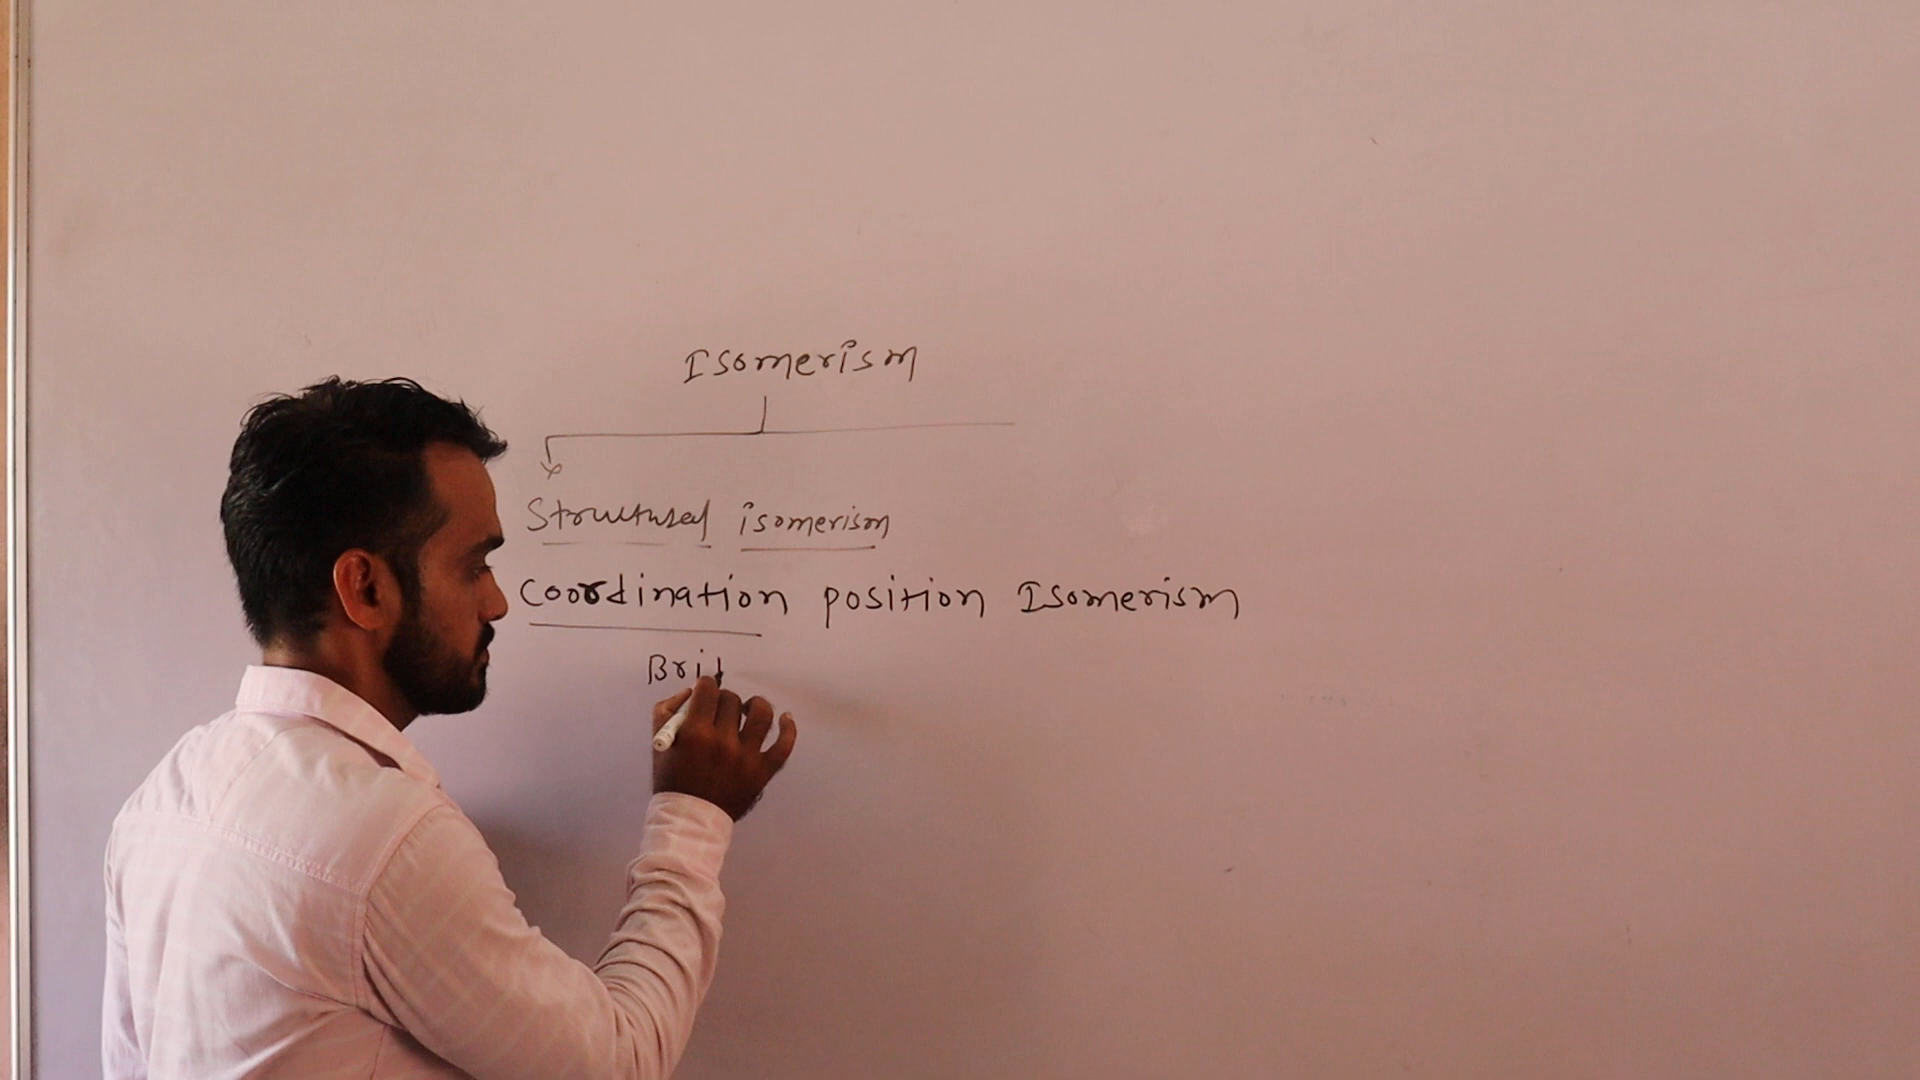 Isomerism
Structural isomerism
Coordination position Isomerism
Bri